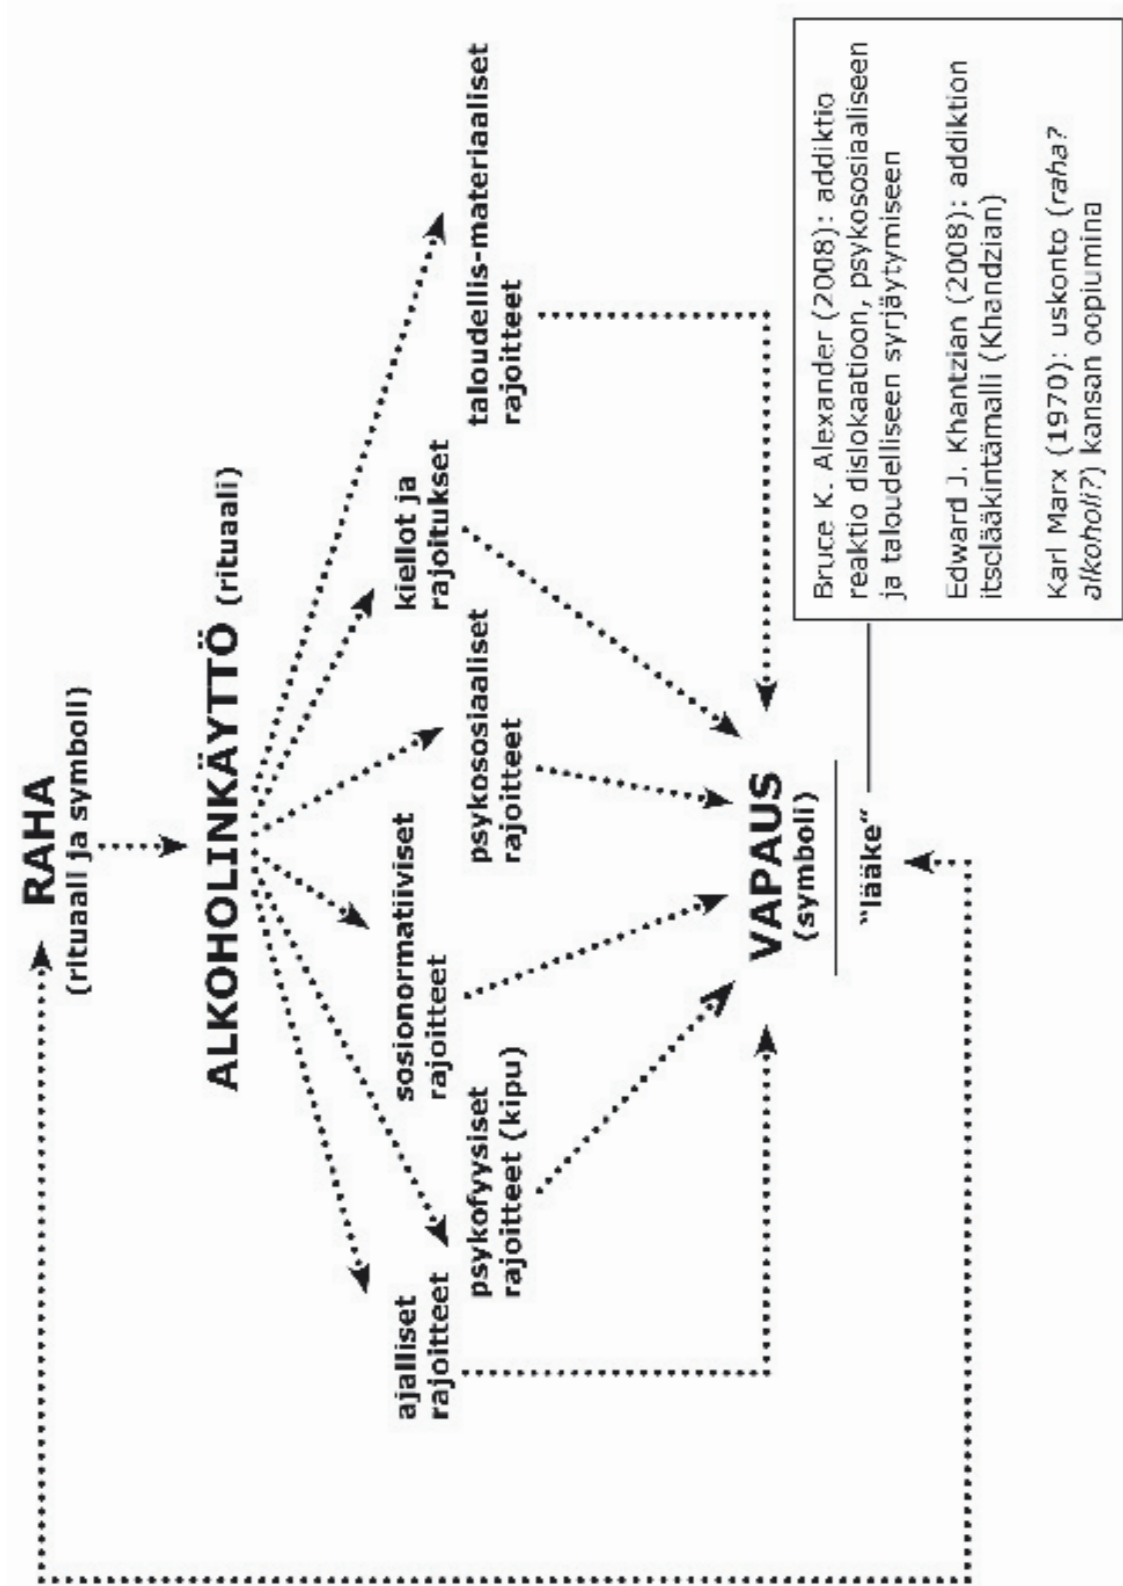 RAHA
(rituaali ja symboli)
ALKOHOLINKÄYTTÖ (rituaali)
ajalliset
rajoitteet
psykofyysiset
rajoitteet (kipu)
sosionormatiiviset
rajoitteet
psykososiaaliset
rajoitteet
kiellot ja
rajoitukset
taloudellis-materiaaliset
rajoitteet
VAPAUS
(symboli)
"lääke"
Bruce K. Alexander (2008): addiktio
reaktio dislokaatioon, psykososiaaliseen
ja taloudelliseen syrjäytymiseen
Edward J. Khantzian (2008): addiktion
itselääkintämalli (Khandzian)
Karl Marx (1970): uskonto (raha?
alkoholi?) kansan oopiumina